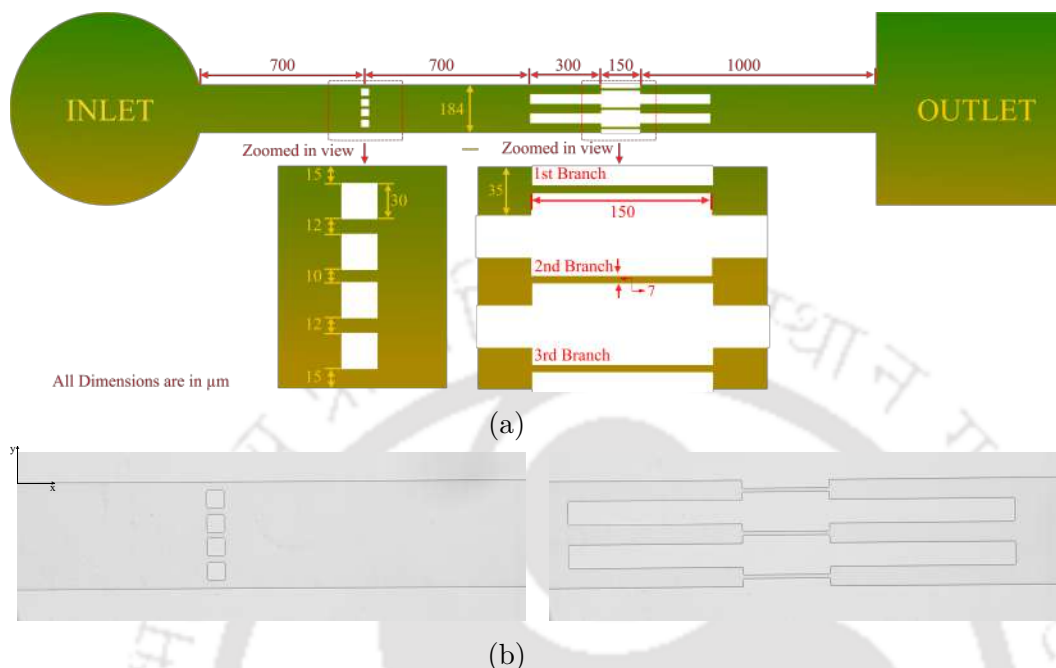 700 700 300 150 1000
INLET 184 OUTLET
Zoomed in view Zoomed in view
15 30 12 10 12 15
1st Branch
35
150
2nd Branch
7
3rd Branch
All Dimensions are in µm
(a)
y
x
(b)